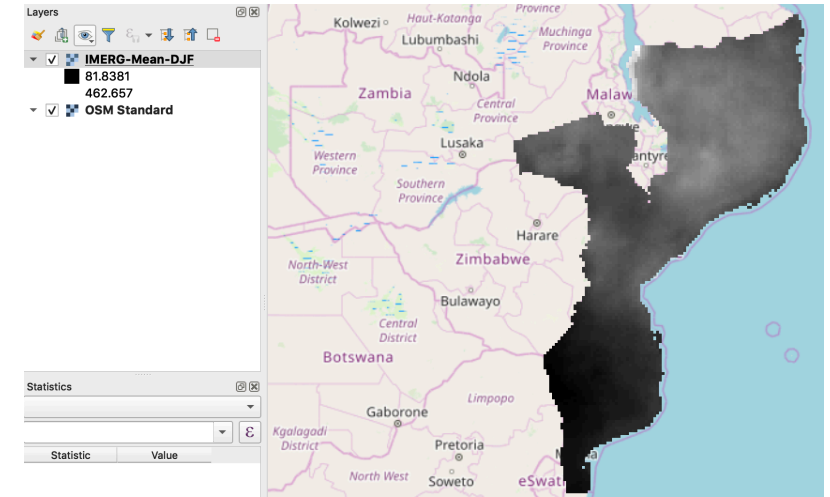 Layers
IMERG-Mean-DJF
81.8381
462.657
OSM Standard
Statistics
ε
Statistic Value
Province
Kolwezi
Haut-Katanga
Lubumbashi
Muchinga
Province
Ndola
Zambia
Malaw
Central
Province
Lusaka
Western
Province
antyre
Southern
Province
Harare
Zimbabwe
North-West
District
Bulawayo
Central
District
Botswana
Limpopo
Gaborone
Kgalagadi
District
Pretoria
North West
Soweto
eSwat